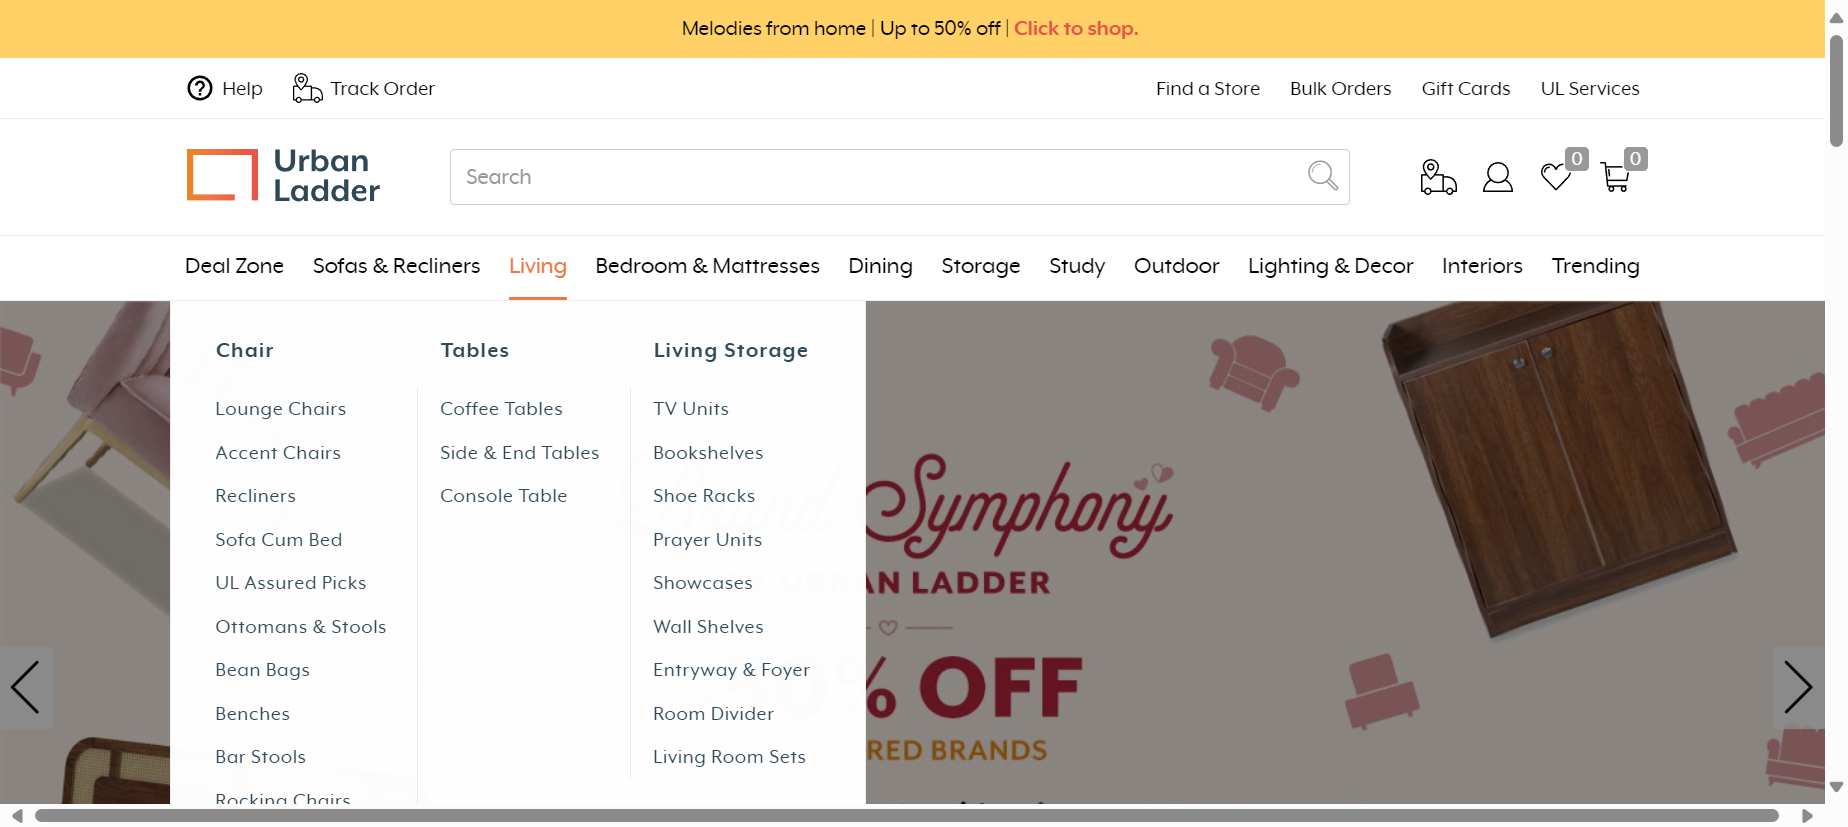 Melodies from home | Up to 50% off | Click to shop.
Help
Track Order
Find a Store
Bulk Orders
Gift Cards
UL Services
Urban
Ladder
Search
0
0
Deal Zone
Sofas & Recliners
Living
Bedroom & Mattresses
Dining
Storage
Study
Outdoor
Lighting & Decor
Interiors
Trending
Chair
Lounge Chairs
Accent Chairs
Recliners
Sofa Cum Bed
UL Assured Picks
Ottomans & Stools
Bean Bags
Benches
Bar Stools
Rocking Chairs
Tables
Coffee Tables
Side & End Tables
Console Table
Living Storage
TV Units
Bookshelves
Shoe Racks
Prayer Units
Showcases
Wall Shelves
Entryway & Foyer
Room Divider
Living Room Sets
Brand Symphony
URBAN LADDER
50% OFF
RED BRANDS